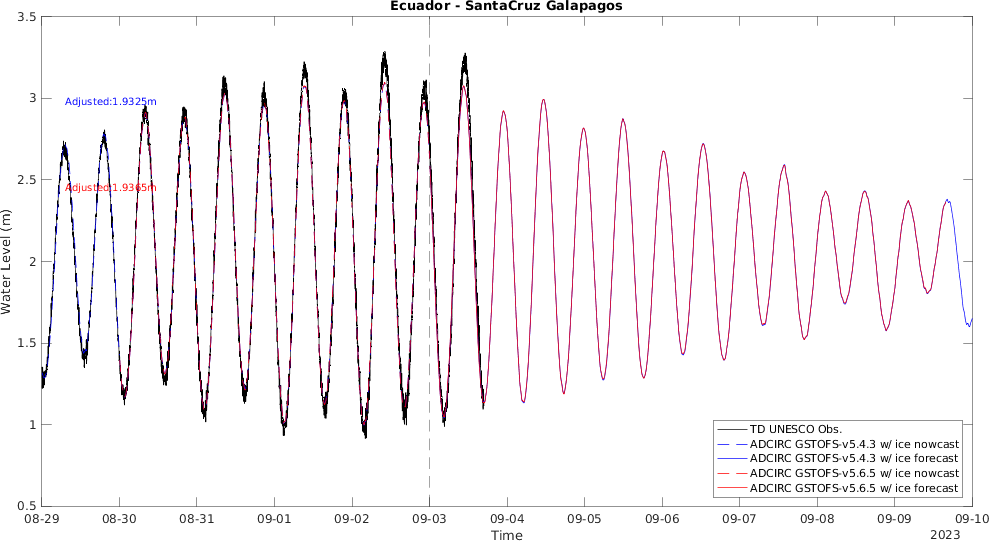 Ecuador - SantaCruz Galapagos
3.5
3
2.5
2
1.5
1
0.5
Water Level (m)
Adjusted:1.9325m
Adjusted:1.9365m
TD UNESCO Obs.
ADCIRC GSTOFS-v5.4.3 w/ ice nowcast
ADCIRC GSTOFS-v5.4.3 w/ ice forecast
ADCIRC GSTOFS-v5.6.5 w/ ice nowcast
ADCIRC GSTOFS-v5.6.5 w/ ice forecast
08-29 08-30 08-31 09-01 09-02 09-03 09-04 09-05 09-06 09-07 09-08 09-09 09-10
Time
2023